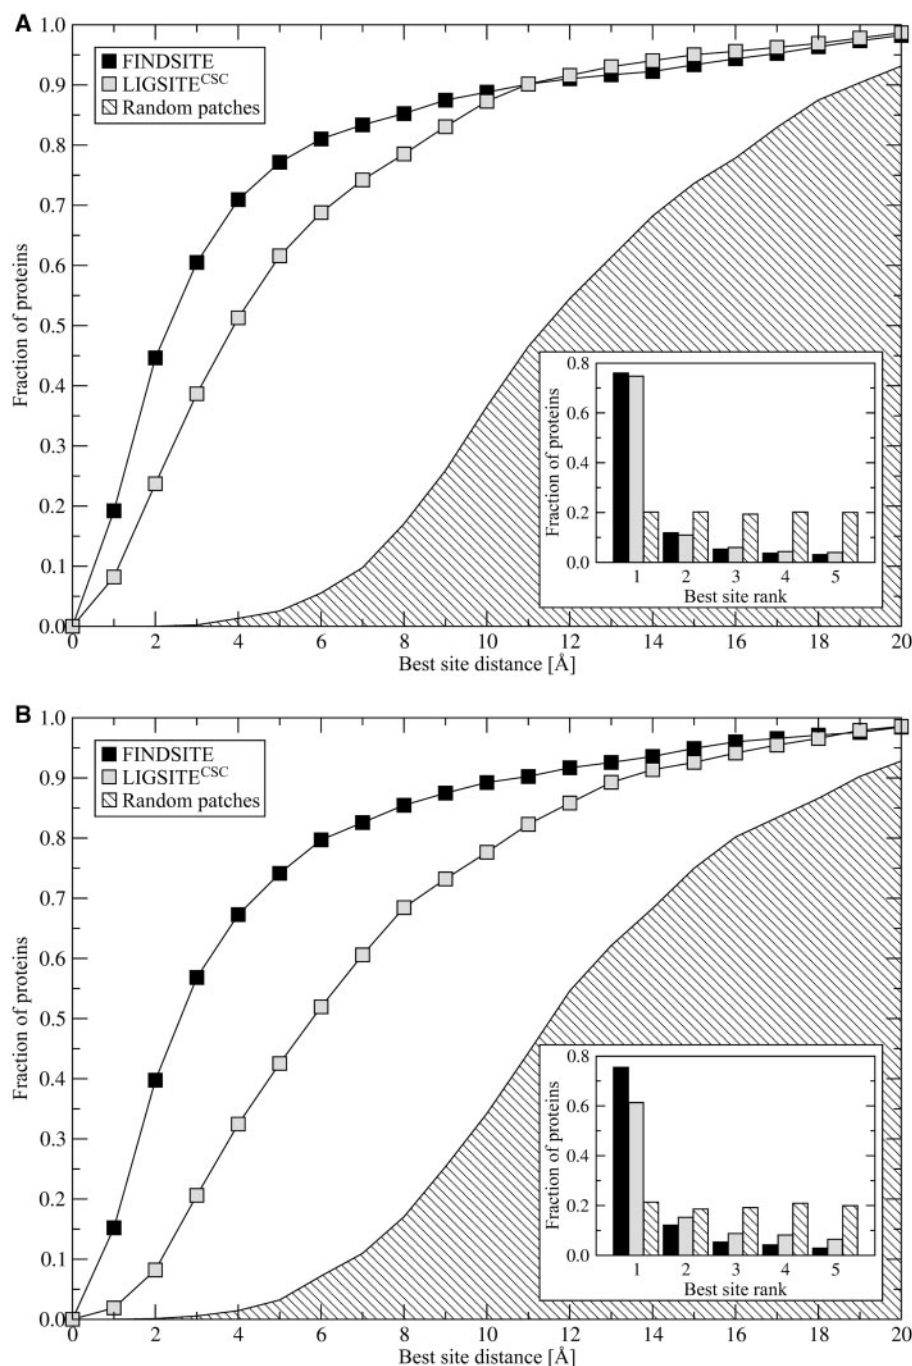 A
1.0
0.9
0.8
0.7
0.6
0.5
0.4
0.3
0.2
0.1
0.0
Fraction of proteins
FINDSITE
LIGSITE^CSC
Random patches
0.8
0.6
0.4
0.2
0.0
Fraction of proteins
1 2 3 4 5
Best site rank
0 2 4 6 8 10 12 14 16 18 20
Best site distance [Å]
B
1.0
0.9
0.8
0.7
0.6
0.5
0.4
0.3
0.2
0.1
0.0
Fraction of proteins
FINDSITE
LIGSITE^CSC
Random patches
0.8
0.6
0.4
0.2
0.0
Fraction of proteins
1 2 3 4 5
Best site rank
0 2 4 6 8 10 12 14 16 18 20
Best site distance [Å]